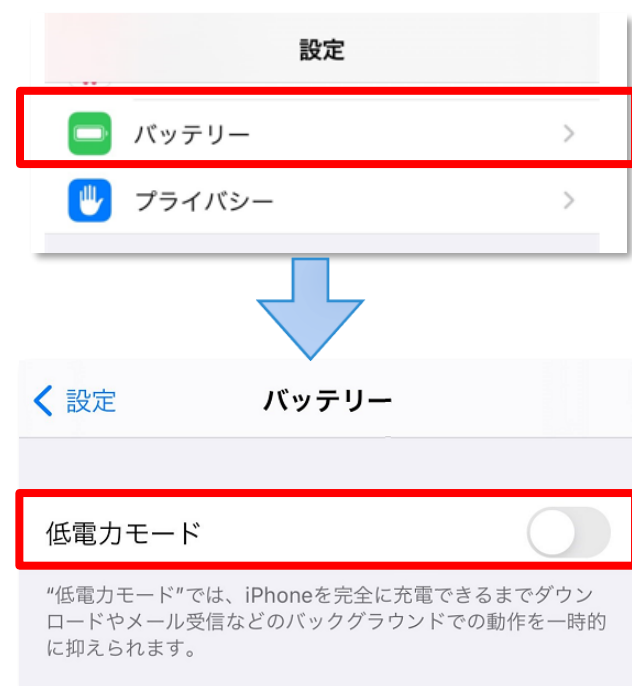 設定
バッテリー
プライバシー
設定
バッテリー
低電力モード
“低電力モード”では、iPhoneを完全に充電できるまでダウン
ロードやメール受信などのバックグラウンドでの動作を一時的
に抑えられます。